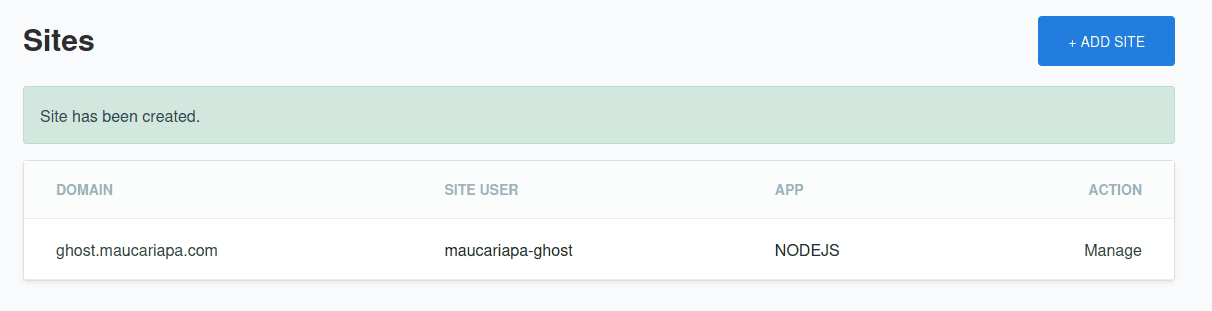 Sites
+ ADD SITE
Site has been created.
DOMAIN SITE USER APP ACTION
ghost.maucariapa.com maucariapa-ghost NODEJS Manage